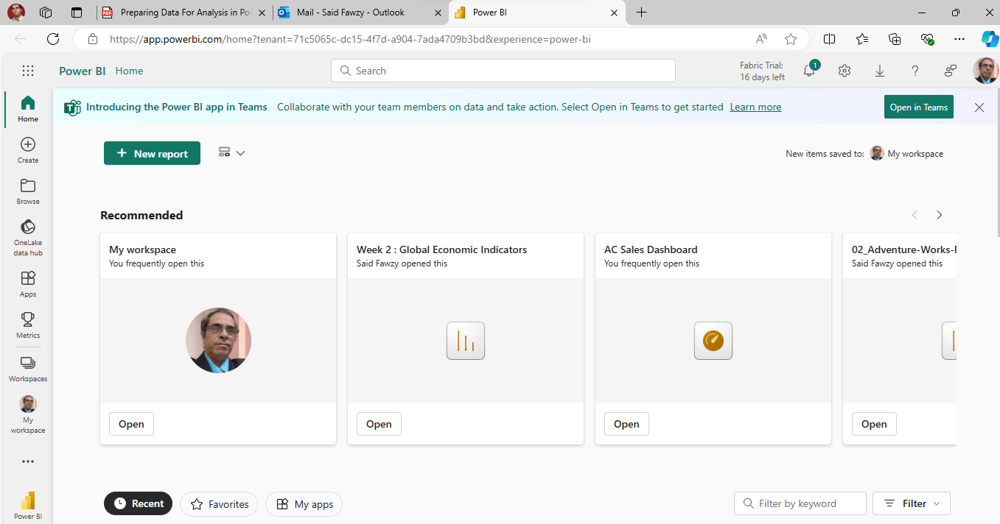 Preparing Data For Analysis in Po
Mail - Said Fawzy - Outlook
Power BI
https://app.powerbi.com/home?tenant=71c5065c-dc15-4f7d-a904-7ada4709b3bd&experience=power-bi
Power BI Home
Search
Fabric Trial:
16 days left
1
Introducing the Power BI app in Teams Collaborate with your team members on data and take action. Select Open in Teams to get started Learn more
Open in Teams
Home
Create
Browse
OneLake
data hub
Apps
Metrics
Workspaces
My
workspace
Power BI
+ New report
New items saved to: My workspace
Recommended
My workspace
You frequently open this
Open
Week 2 : Global Economic Indicators
Said Fawzy opened this
Open
AC Sales Dashboard
You frequently open this
Open
02_Adventure-Works-
Said Fawzy opened this
Open
Recent
Favorites
My apps
Filter by keyword
Filter